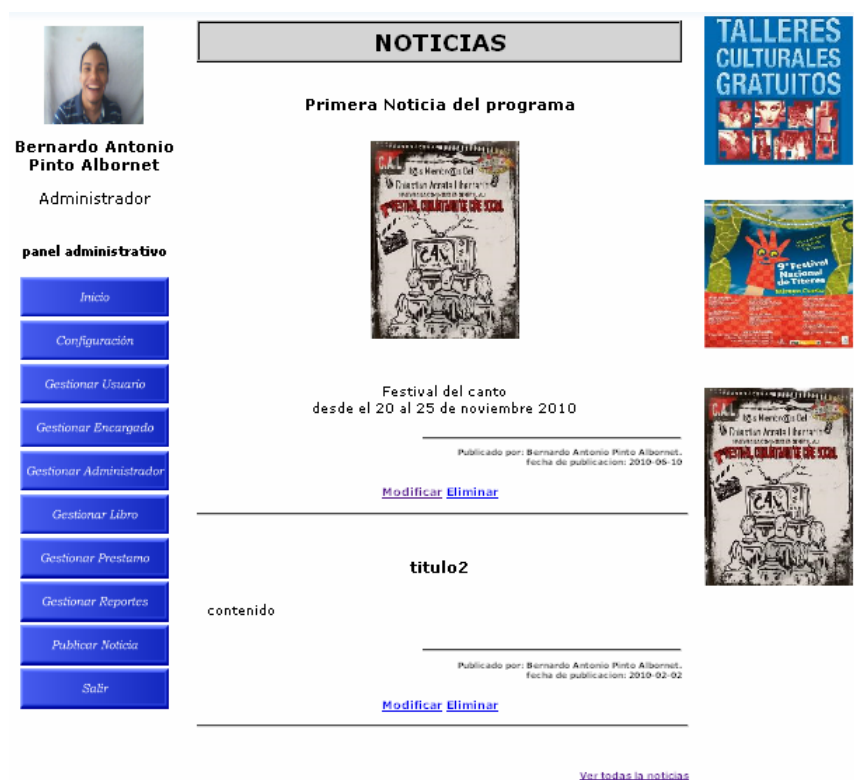 Bernardo Antonio
Pinto Albornet
Administrador
panel administrativo
Inicio
Configuración
Gestionar Usuario
Gestionar Encargado
Gestionar Administrador
Gestionar Libro
Gestionar Prestamo
Gestionar Reportes
Publicar Noticia
Salir
NOTICIAS
Primera Noticia del programa
C.A.L
Festival del canto
desde el 20 al 25 de noviembre 2010
Publicado por: Bernardo Antonio Pinto Albornet.
fecha de publicacion: 2010-06-10
Modificar Eliminar
titulo2
contenido
Publicado por: Bernardo Antonio Pinto Albornet.
fecha de publicacion: 2010-02-02
Modificar Eliminar
Ver todas la noticias
TALLERES
CULTURALES
GRATUITOS
9º Festival
Nacional
de Títeres
C.A.L